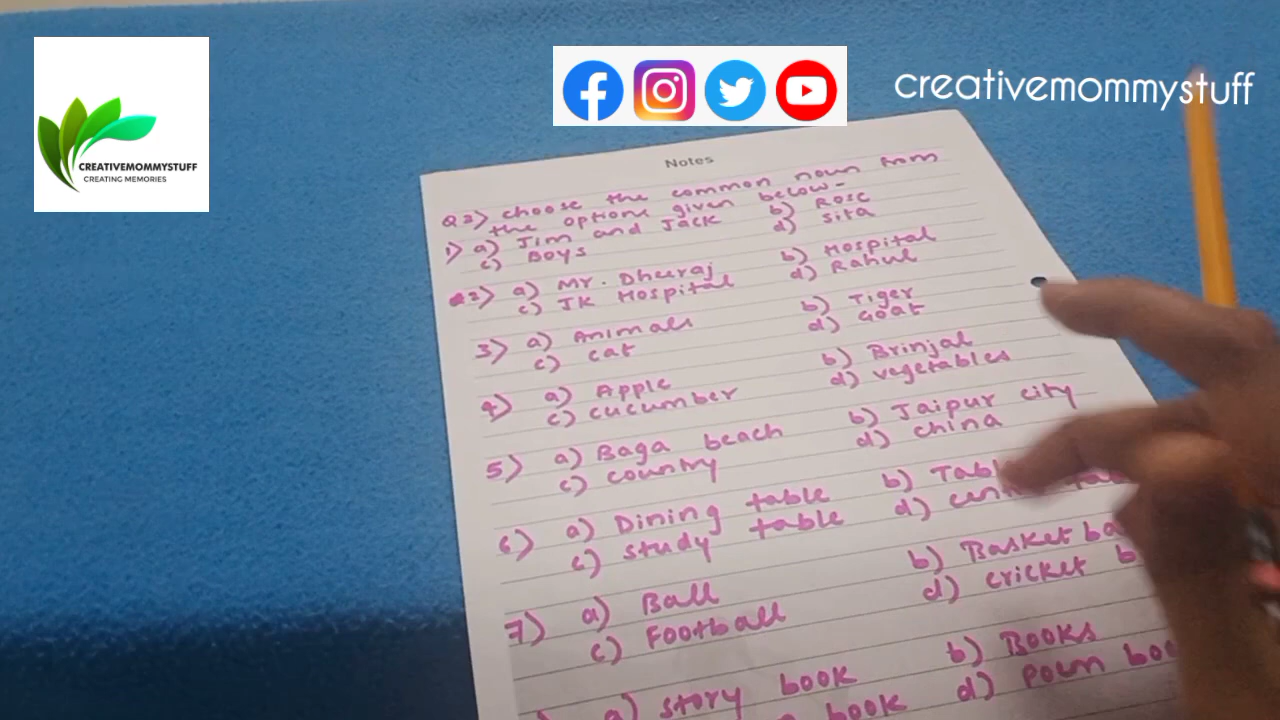 CREATIVEMOMMYSTUFF
CREATING MEMORIES
creativemommystuff
Notes
Q2) choose the common noun from
the options given below-
1) a) Jim and Jack b) Rose
c) Boys d) Sita
2) a) Mr. Dheeraj b) Hospital
c) JK Hospital d) Rahul
3) a) Animals b) Tiger
c) cat d) Goat
4) a) Apple b) Brinjal
c) cucumber d) vegetables
5) a) Baga beach b) Jaipur city
c) country d) china
6) a) Dining table b)
c) study table d)
7) a) Ball b) Basket
c) Football d) cricket
a) story book b) Books
book d) poem